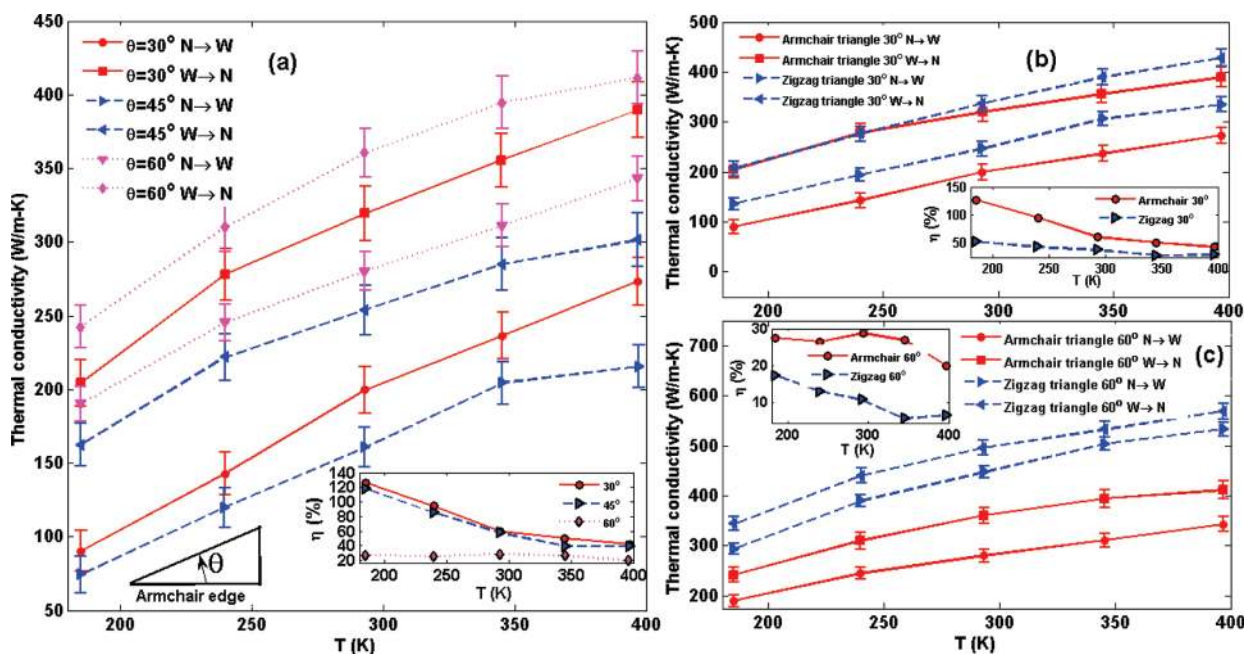 Thermal conductivity (W/m-K)
450
400
350
300
250
200
150
100
50
θ=30° N→ W
θ=30° W→ N
θ=45° N→ W
θ=45° W→ N
θ=60° N→ W
θ=60° W→ N
(a)
θ
Armchair edge
η (%)
140
120
100
80
60
40
20
30°
45°
60°
200 300 400
T (K)
200 250 300 350 400
T (K)
Thermal conductivity (W/m-K)
500
400
300
200
100
0
Armchair triangle 30° N→ W
Armchair triangle 30° W→ N
Zigzag triangle 30° N→ W
Zigzag triangle 30° W→ N
(b)
η (%)
150
100
50
Armchair 30°
Zigzag 30°
200 250 300 350 400
T (K)
200 250 300 350 400
Thermal conductivity (W/m-K)
700
600
500
400
300
200
η (%)
30
20
10
Armchair 60°
Zigzag 60°
200 300 400
T (K)
(c)
Armchair triangle 60° N→ W
Armchair triangle 60° W→ N
Zigzag triangle 60° N→ W
Zigzag triangle 60° W→ N
200 250 300 350 400
T (K)